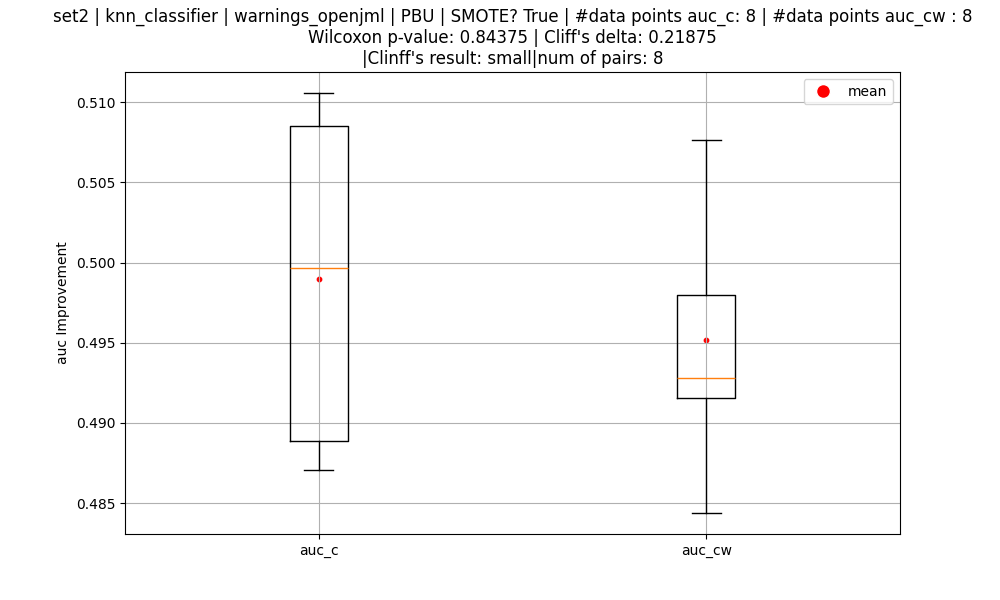 set2 | knn_classifier | warnings_openjml | PBU | SMOTE? True | #data points auc_c: 8 | #data points auc_cw : 8
Wilcoxon p-value: 0.84375 | Cliff's delta: 0.21875
|Clinff's result: small|num of pairs: 8
mean
0.510
0.505
0.500
0.495
0.490
0.485
auc Improvement
auc_c
auc_cw